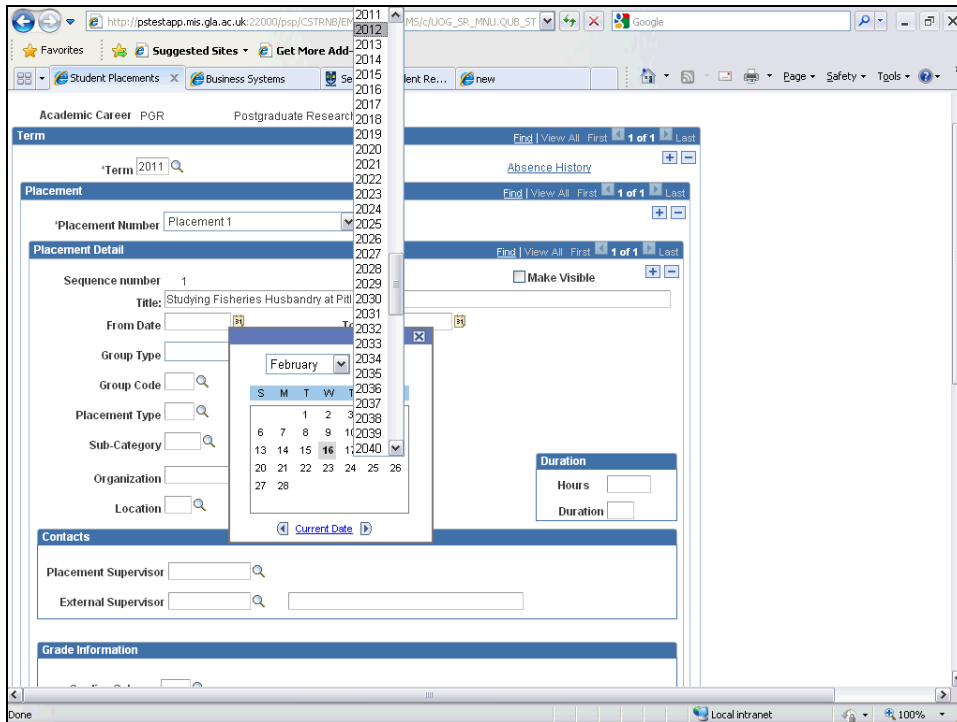 http://pstestapp.mis.gla.ac.uk:22000/psp/CSTRNB/EM MS/c/UOG_SR_MNU.QUB_ST Google
Favorites Suggested Sites Get More Add-
Student Placements X Business Systems Se lent Re... new Page Safety Tools
Academic Career PGR Postgraduate Research
Term Find | View All First 1 of 1 Last
*Term 2011 Absence History
Placement Find | View All First 1 of 1 Last
*Placement Number Placement 1
Placement Detail Find | View All First 1 of 1 Last
Sequence number 1 Make Visible
Title: Studying Fisheries Husbandry at Pitl
From Date 31 To 31
Group Type
Group Code
Placement Type
Sub-Category
Organization
Location
2011
2012
2013
2014
2015
2016
2017
2018
2019
2020
2021
2022
2023
2024
2025
2026
2027
2028
2029
2030
2031
2032
2033
2034
2035
2036
2037
2038
2039
2040
February
S M T W T
1 2 3
6 7 8 9 10
13 14 15 16 17
20 21 22 23 24 25 26
27 28
Current Date
Duration
Hours
Duration
Contacts
Placement Supervisor
External Supervisor
Grade Information
Done Local intranet 100%